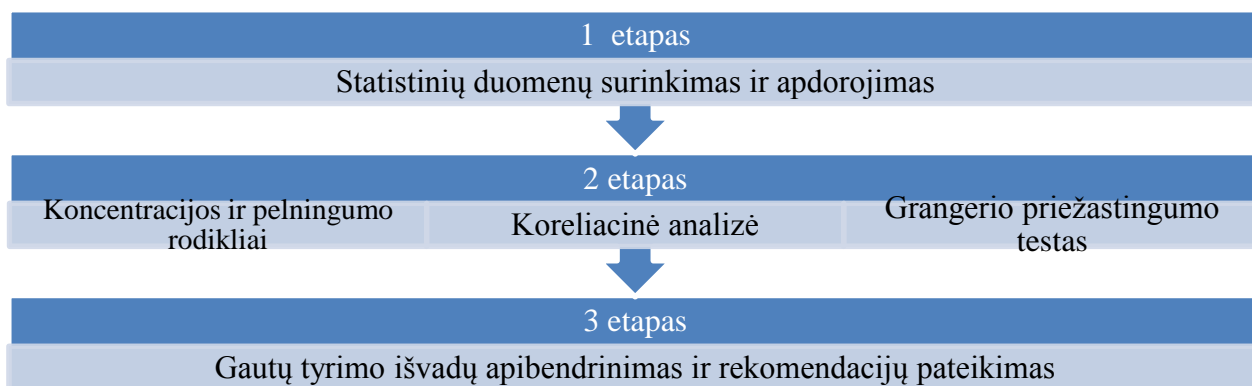 1 etapas
Statistinių duomenų surinkimas ir apdorojimas
2 etapas
Koncentracijos ir pelningumo
rodikliai
Koreliacinė analizė
Grangerio priežastingumo
testas
3 etapas
Gautų tyrimo išvadų apibendrinimas ir rekomendacijų pateikimas